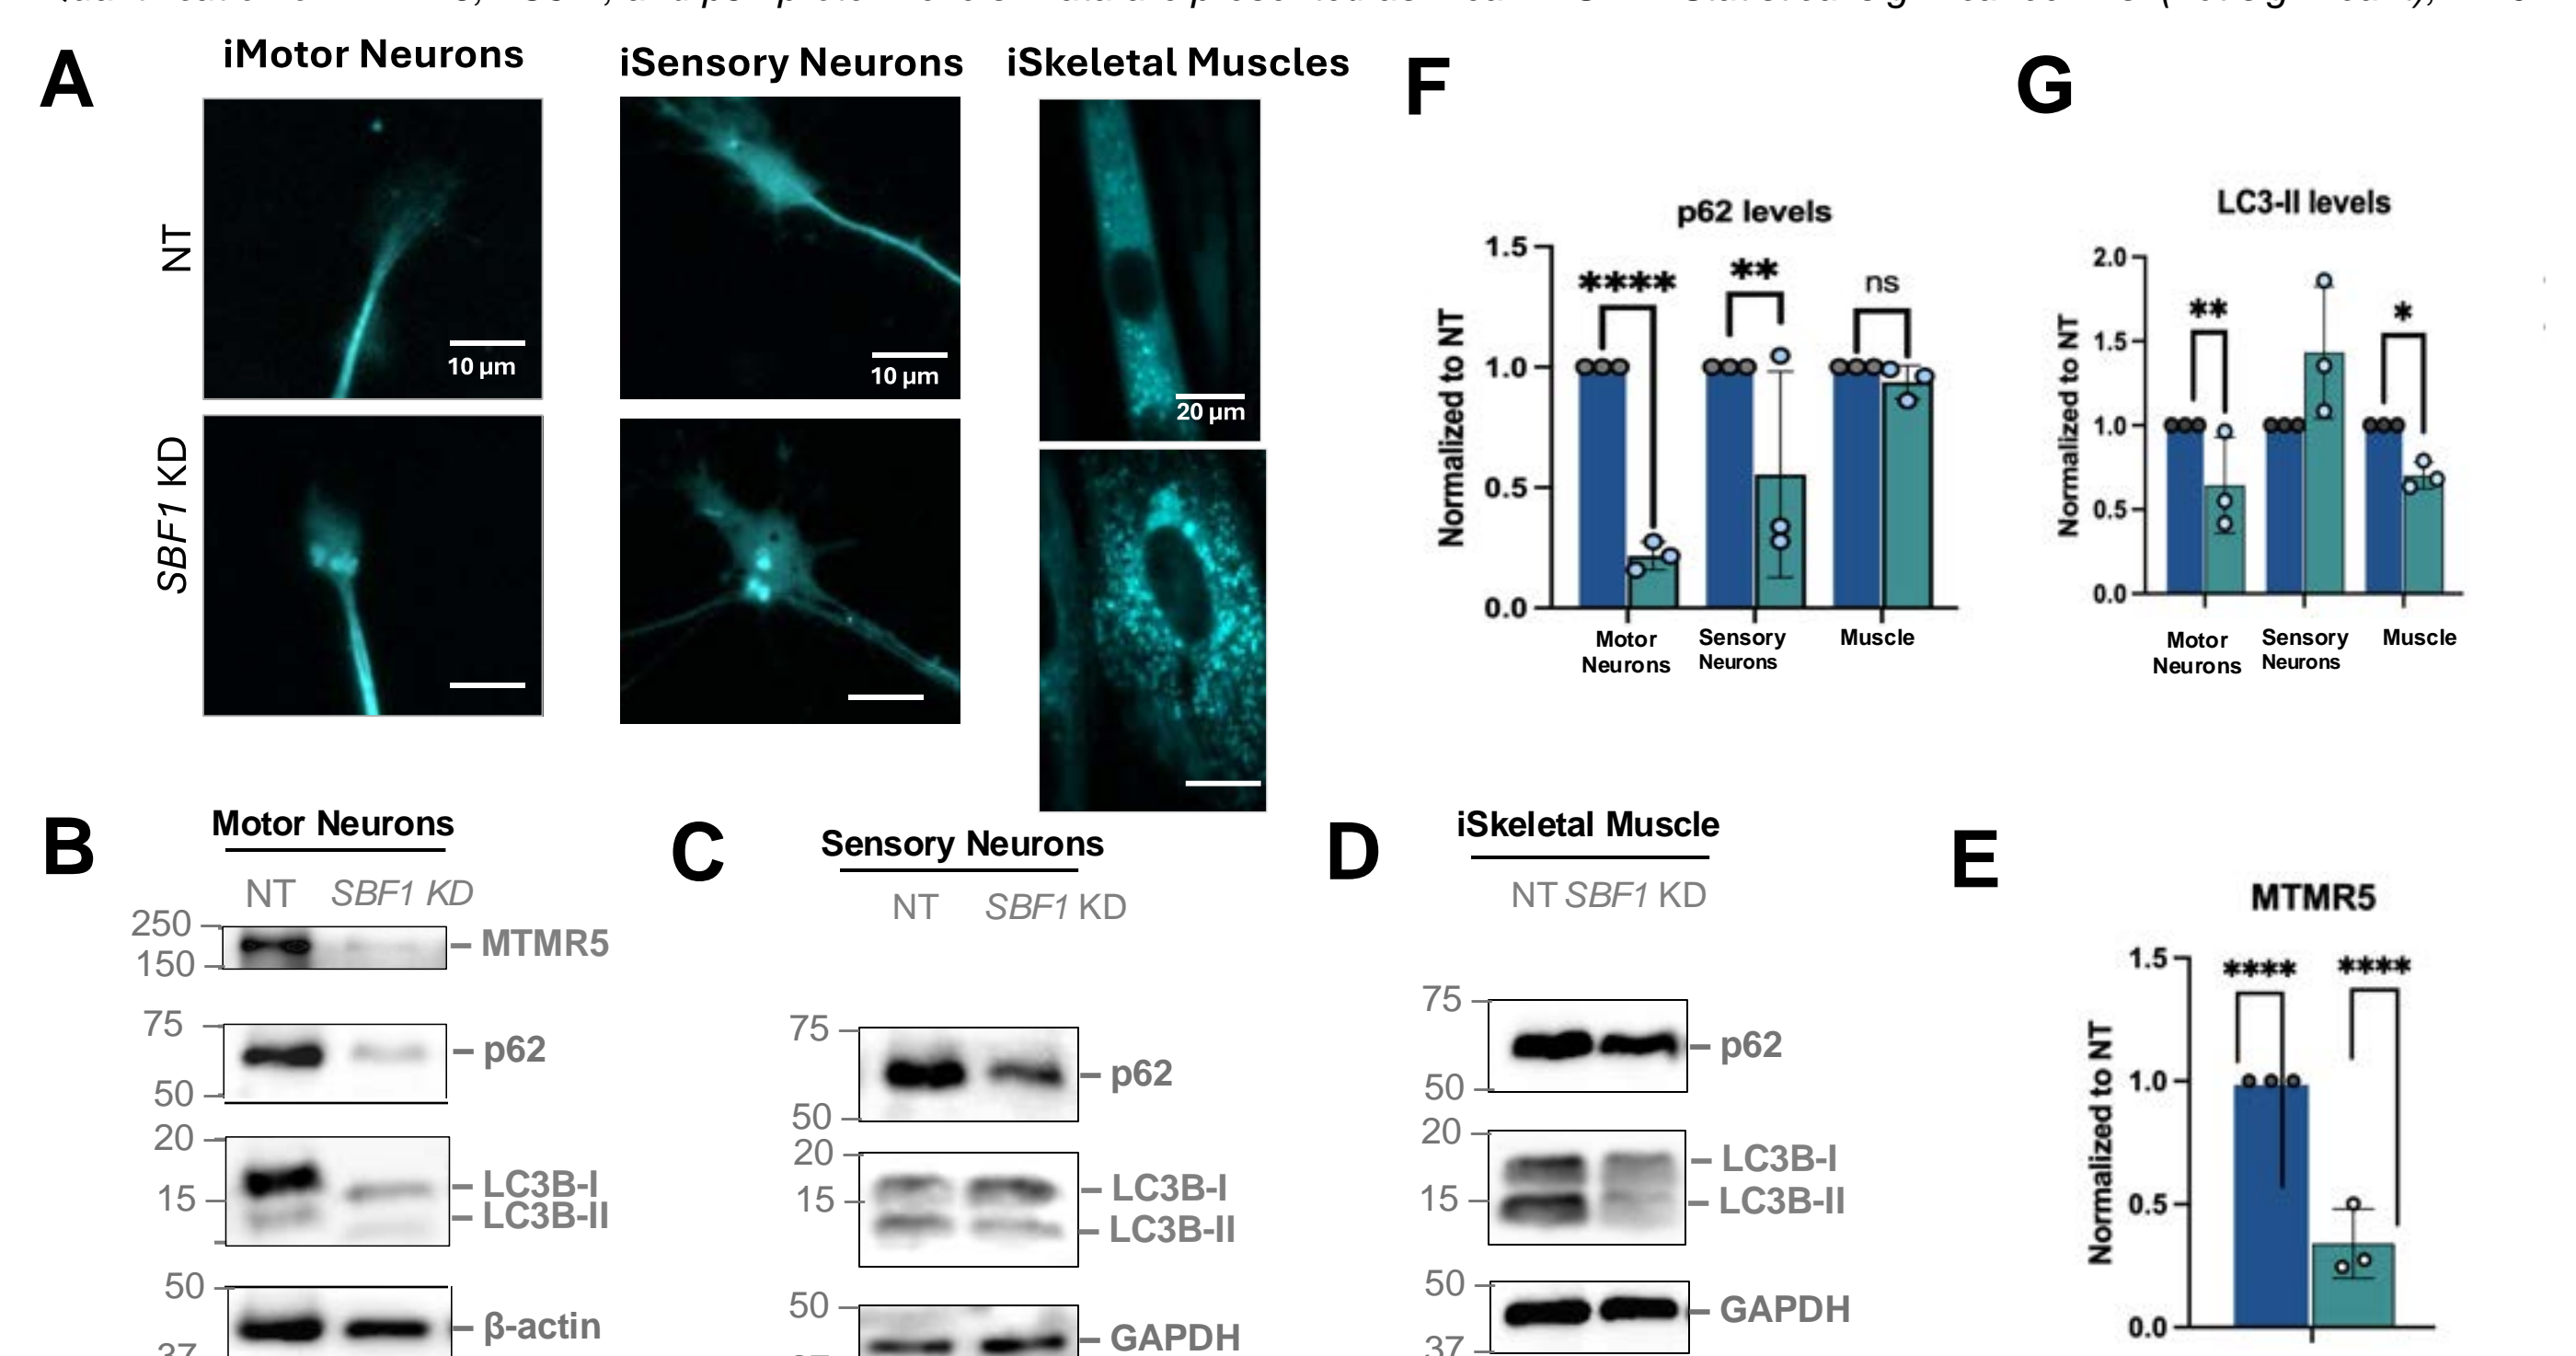 A
iMotor Neurons
iSensory Neurons
iSkeletal Muscles
NT
10 µm
10 µm
20 µm
SBF1 KD
F
p62 levels
Normalized to NT
1.5
1.0
0.5
0.0
****
**
ns
Motor Neurons
Sensory Neurons
Muscle
G
LC3-II levels
Normalized to NT
2.0
1.5
1.0
0.5
0.0
**
*
Motor Neurons
Sensory Neurons
Muscle
B
Motor Neurons
NT SBF1 KD
250
150
MTMR5
75
p62
50
20
LC3B-I
15
LC3B-II
50
β-actin
C
Sensory Neurons
NT SBF1 KD
75
p62
50
20
LC3B-I
15
LC3B-II
50
GAPDH
D
iSkeletal Muscle
NT SBF1 KD
75
p62
50
20
LC3B-I
15
LC3B-II
50
GAPDH
37
E
MTMR5
Normalized to NT
1.5
1.0
0.5
0.0
****
****